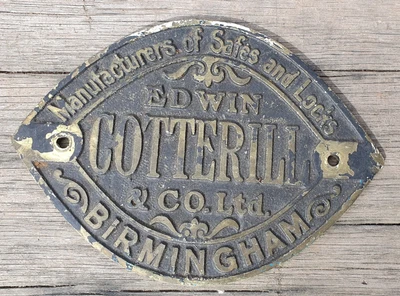 Manufacturers of Safes and Locks
EDWIN
COTTERILL
& CO. Ltd.
BIRMINGHAM